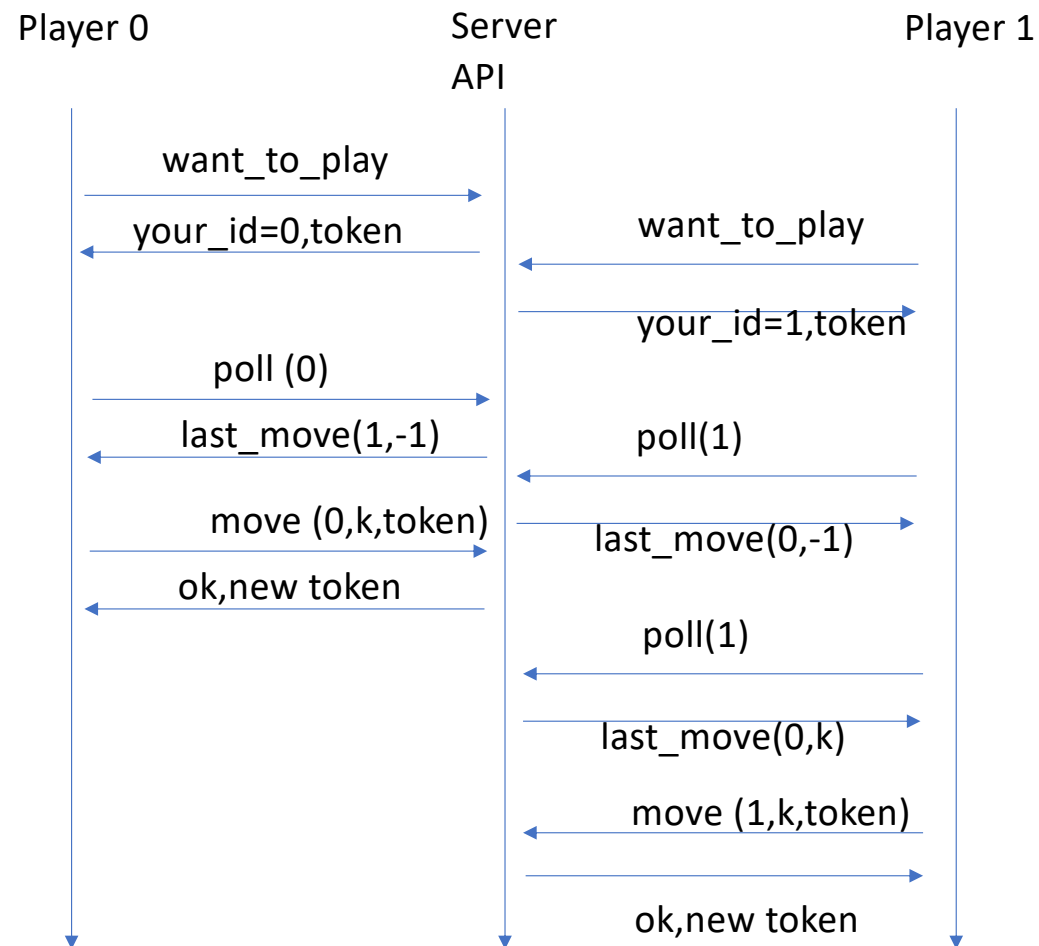 Player 0
Server
API
Player 1
want_to_play
your_id=0,token
want_to_play
your_id=1,token
poll (0)
last_move(1,-1)
poll(1)
move (0,k,token)
last_move(0,-1)
ok,new token
poll(1)
last_move(0,k)
move (1,k,token)
ok,new token